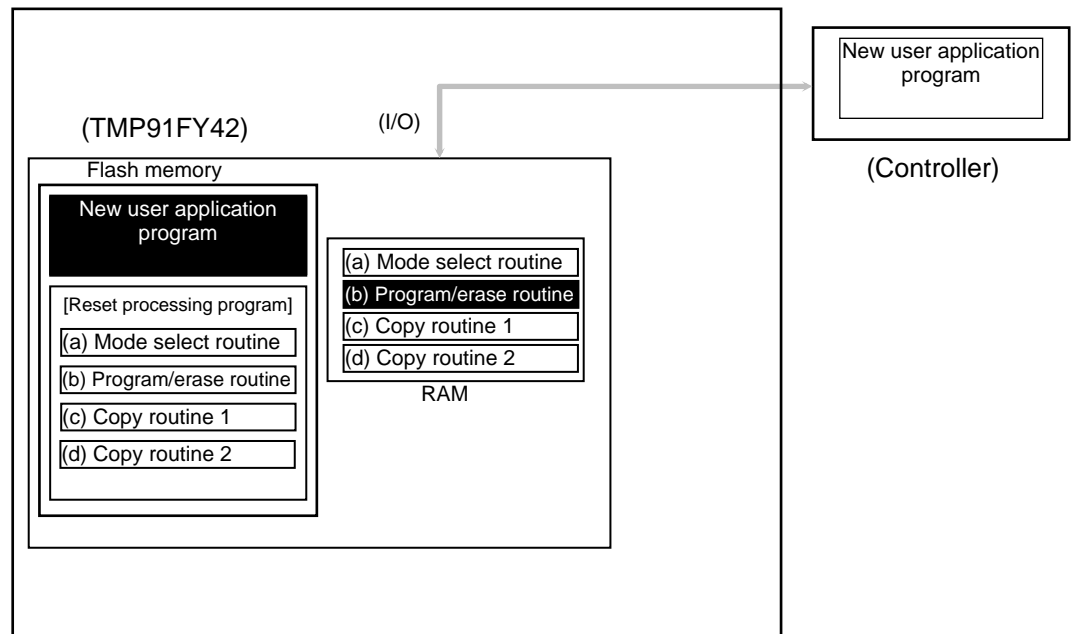 New user application
program
(Controller)
(I/O)
(TMP91FY42)
Flash memory
New user application
program
[Reset processing program]
(a) Mode select routine
(b) Program/erase routine
(c) Copy routine 1
(d) Copy routine 2
(a) Mode select routine
(b) Program/erase routine
(c) Copy routine 1
(d) Copy routine 2
RAM